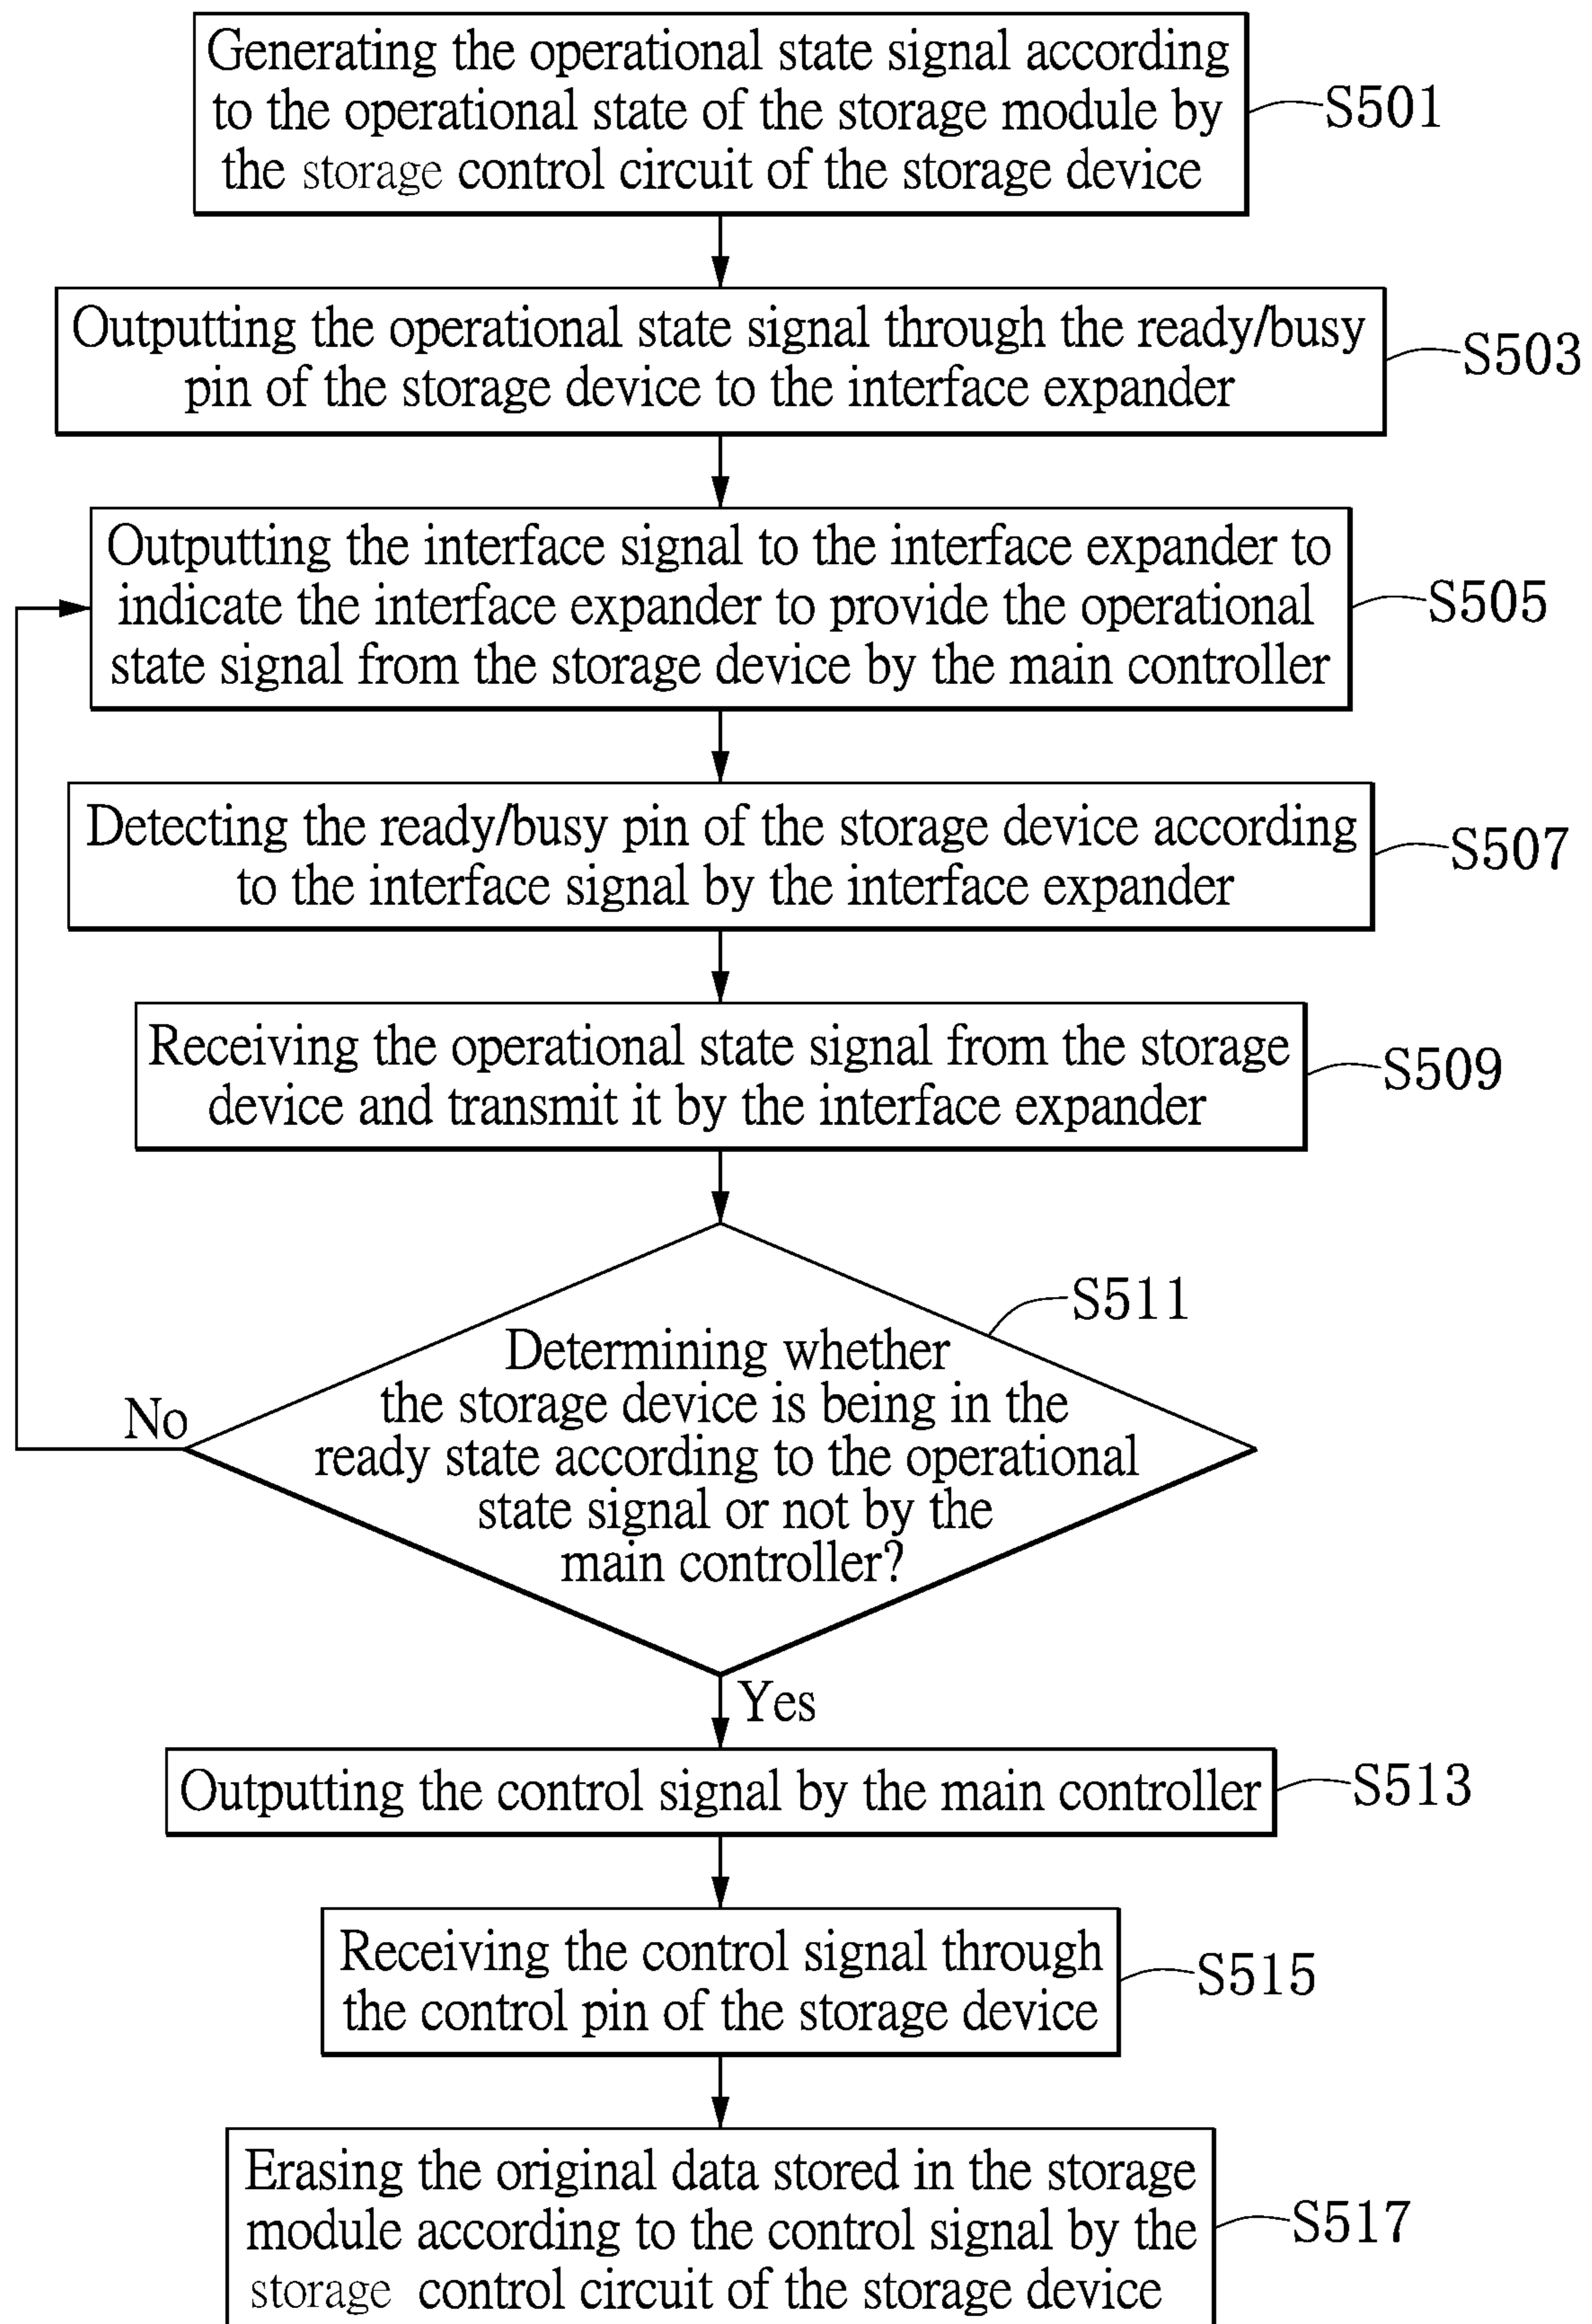 Generating the operational state signal according
to the operational state of the storage module by
the storage control circuit of the storage device
S501
Outputting the operational state signal through the ready/busy
pin of the storage device to the interface expander
S503
Outputting the interface signal to the interface expander to
indicate the interface expander to provide the operational
state signal from the storage device by the main controller
S505
Detecting the ready/busy pin of the storage device according
to the interface signal by the interface expander
S507
Receiving the operational state signal from the storage
device and transmit it by the interface expander
S509
S511
Determining whether
the storage device is being in the
ready state according to the operational
state signal or not by the
main controller?
No
Yes
Outputting the control signal by the main controller
S513
Receiving the control signal through
the control pin of the storage device
S515
Erasing the original data stored in the storage
module according to the control signal by the
storage control circuit of the storage device
S517